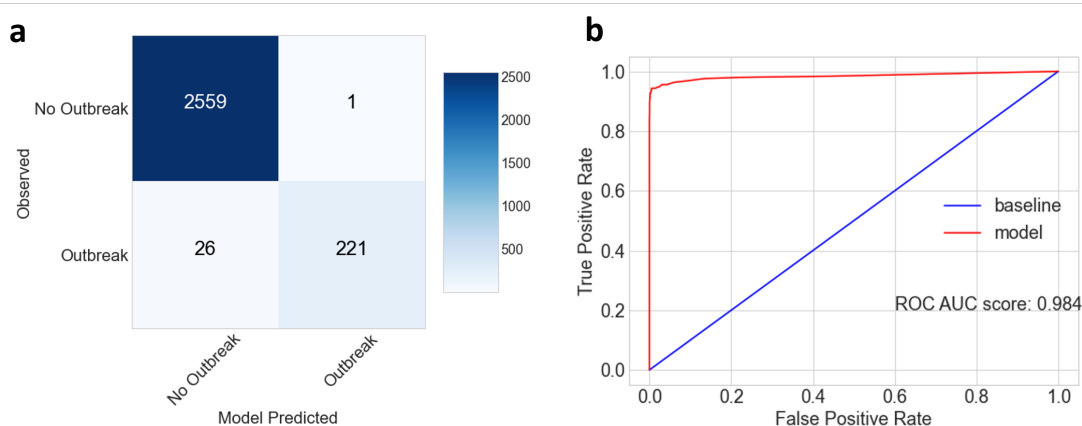 a
No Outbreak
Outbreak
Observed
2559
1
26
221
No Outbreak
Outbreak
Model Predicted
2500
2000
1500
1000
500
b
True Positive Rate
1.0
0.8
0.6
0.4
0.2
0.0
baseline
model
ROC AUC score: 0.984
0.0 0.2 0.4 0.6 0.8 1.0
False Positive Rate